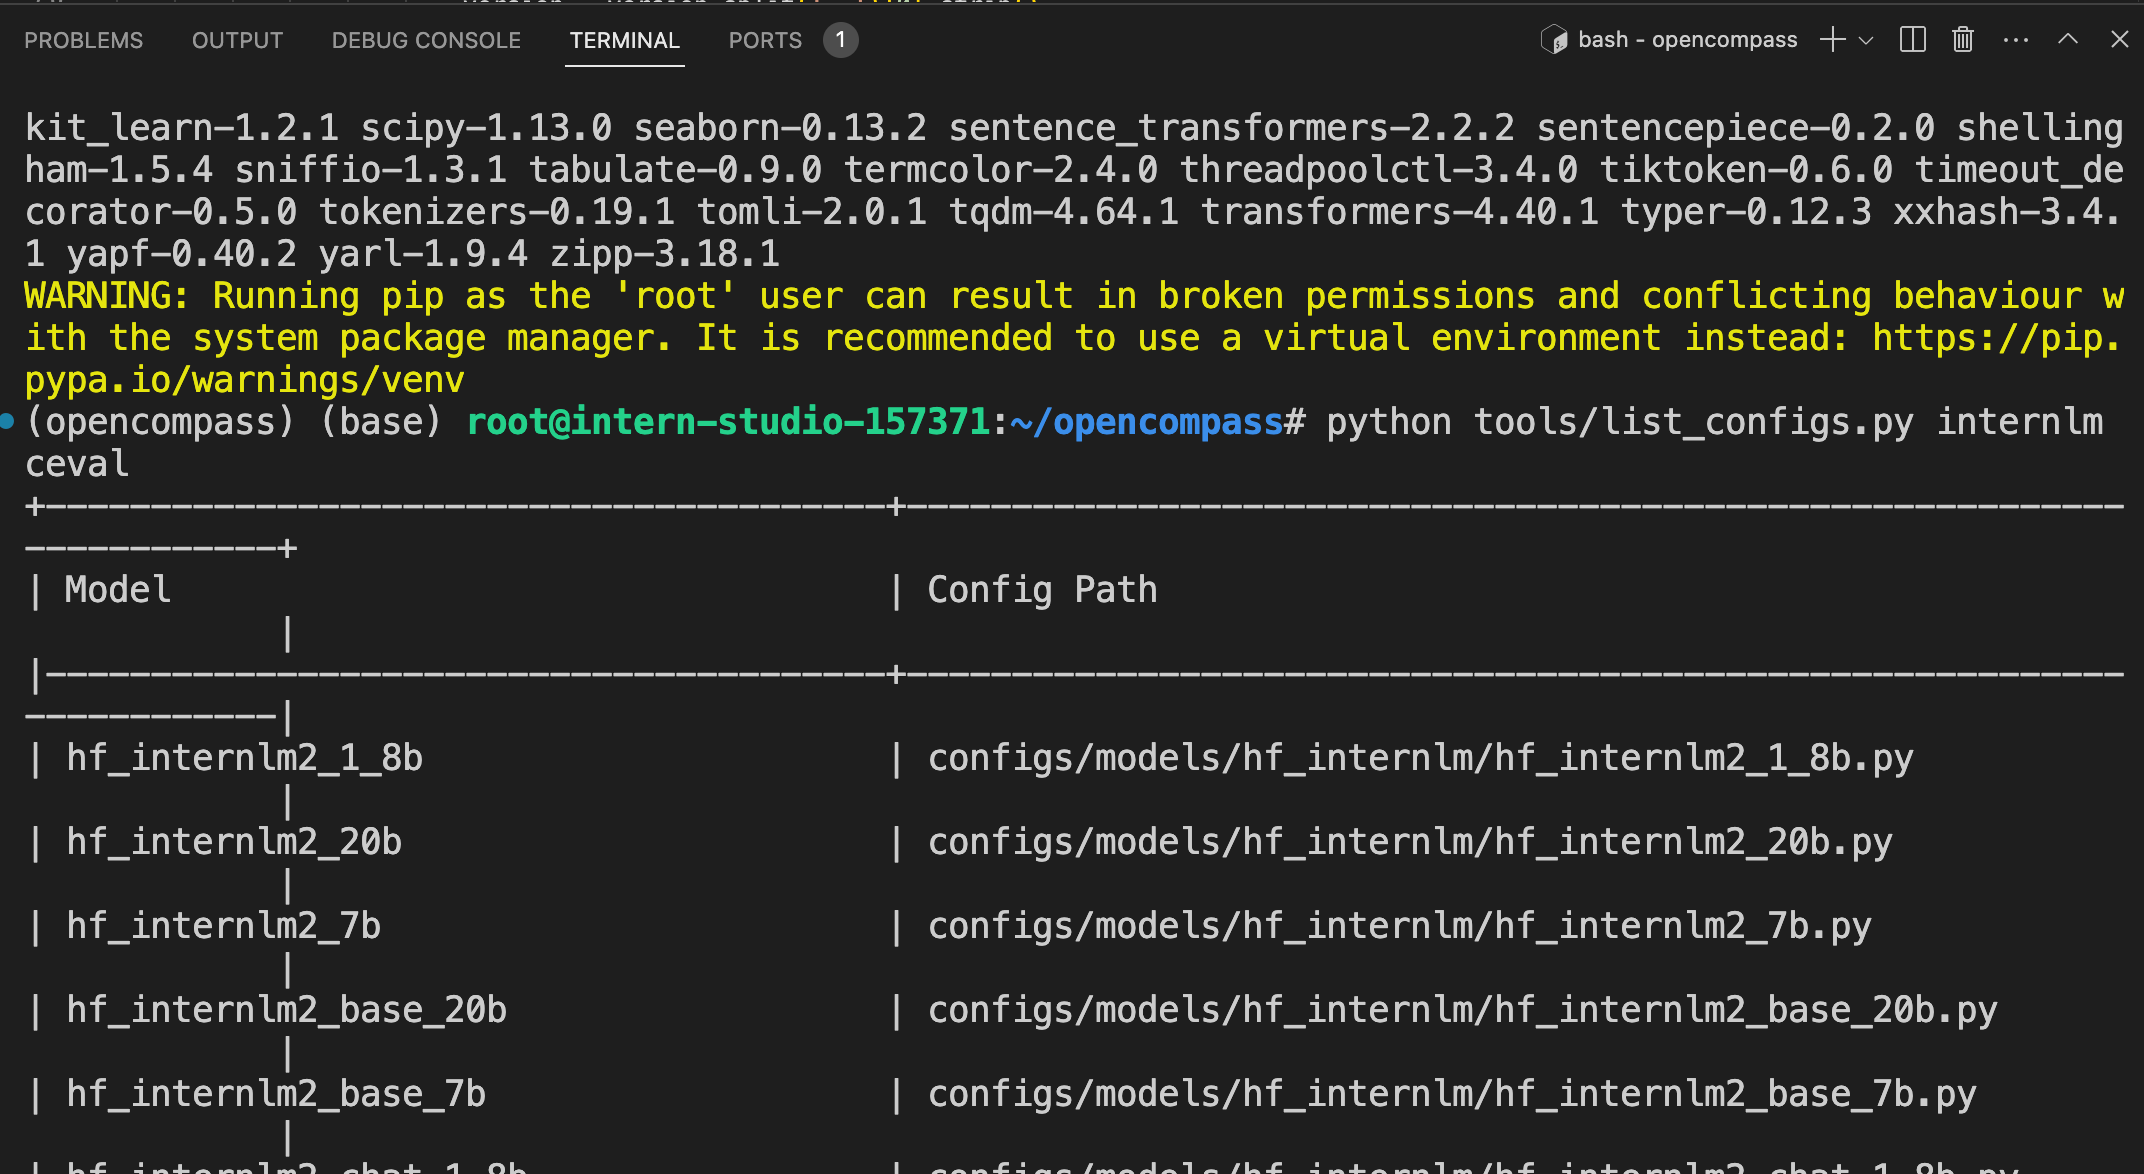 PROBLEMS OUTPUT DEBUG CONSOLE TERMINAL PORTS 1 bash - opencompass
kit_learn-1.2.1 scipy-1.13.0 seaborn-0.13.2 sentence_transformers-2.2.2 sentencepiece-0.2.0 shelling
ham-1.5.4 sniffio-1.3.1 tabulate-0.9.0 termcolor-2.4.0 threadpoolctl-3.4.0 tiktoken-0.6.0 timeout_de
corator-0.5.0 tokenizers-0.19.1 tomli-2.0.1 tqdm-4.64.1 transformers-4.40.1 typer-0.12.3 xxhash-3.4.
1 yapf-0.40.2 yarl-1.9.4 zipp-3.18.1
WARNING: Running pip as the 'root' user can result in broken permissions and conflicting behaviour w
ith the system package manager. It is recommended to use a virtual environment instead: https://pip.
pypa.io/warnings/venv
(opencompass) (base) root@intern-studio-157371:~/opencompass# python tools/list_configs.py internlm
ceval
+----------------------------------------+----------------------------------------------------------
------------+
| Model                                  | Config Path
            |
|----------------------------------------+----------------------------------------------------------
------------|
| hf_internlm2_1_8b                      | configs/models/hf_internlm/hf_internlm2_1_8b.py
            |
| hf_internlm2_20b                       | configs/models/hf_internlm/hf_internlm2_20b.py
            |
| hf_internlm2_7b                        | configs/models/hf_internlm/hf_internlm2_7b.py
            |
| hf_internlm2_base_20b                  | configs/models/hf_internlm/hf_internlm2_base_20b.py
            |
| hf_internlm2_base_7b                   | configs/models/hf_internlm/hf_internlm2_base_7b.py
            |
| hf_internlm2_chat_1_8b                 | configs/models/hf_internlm/hf_internlm2_chat_1_8b.py